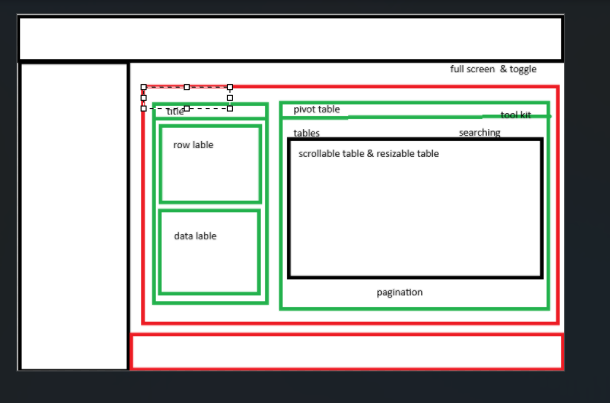 full screen & toggle
title
pivot table
tool kit
tables
searching
row lable
scrollable table & resizable table
data lable
pagination